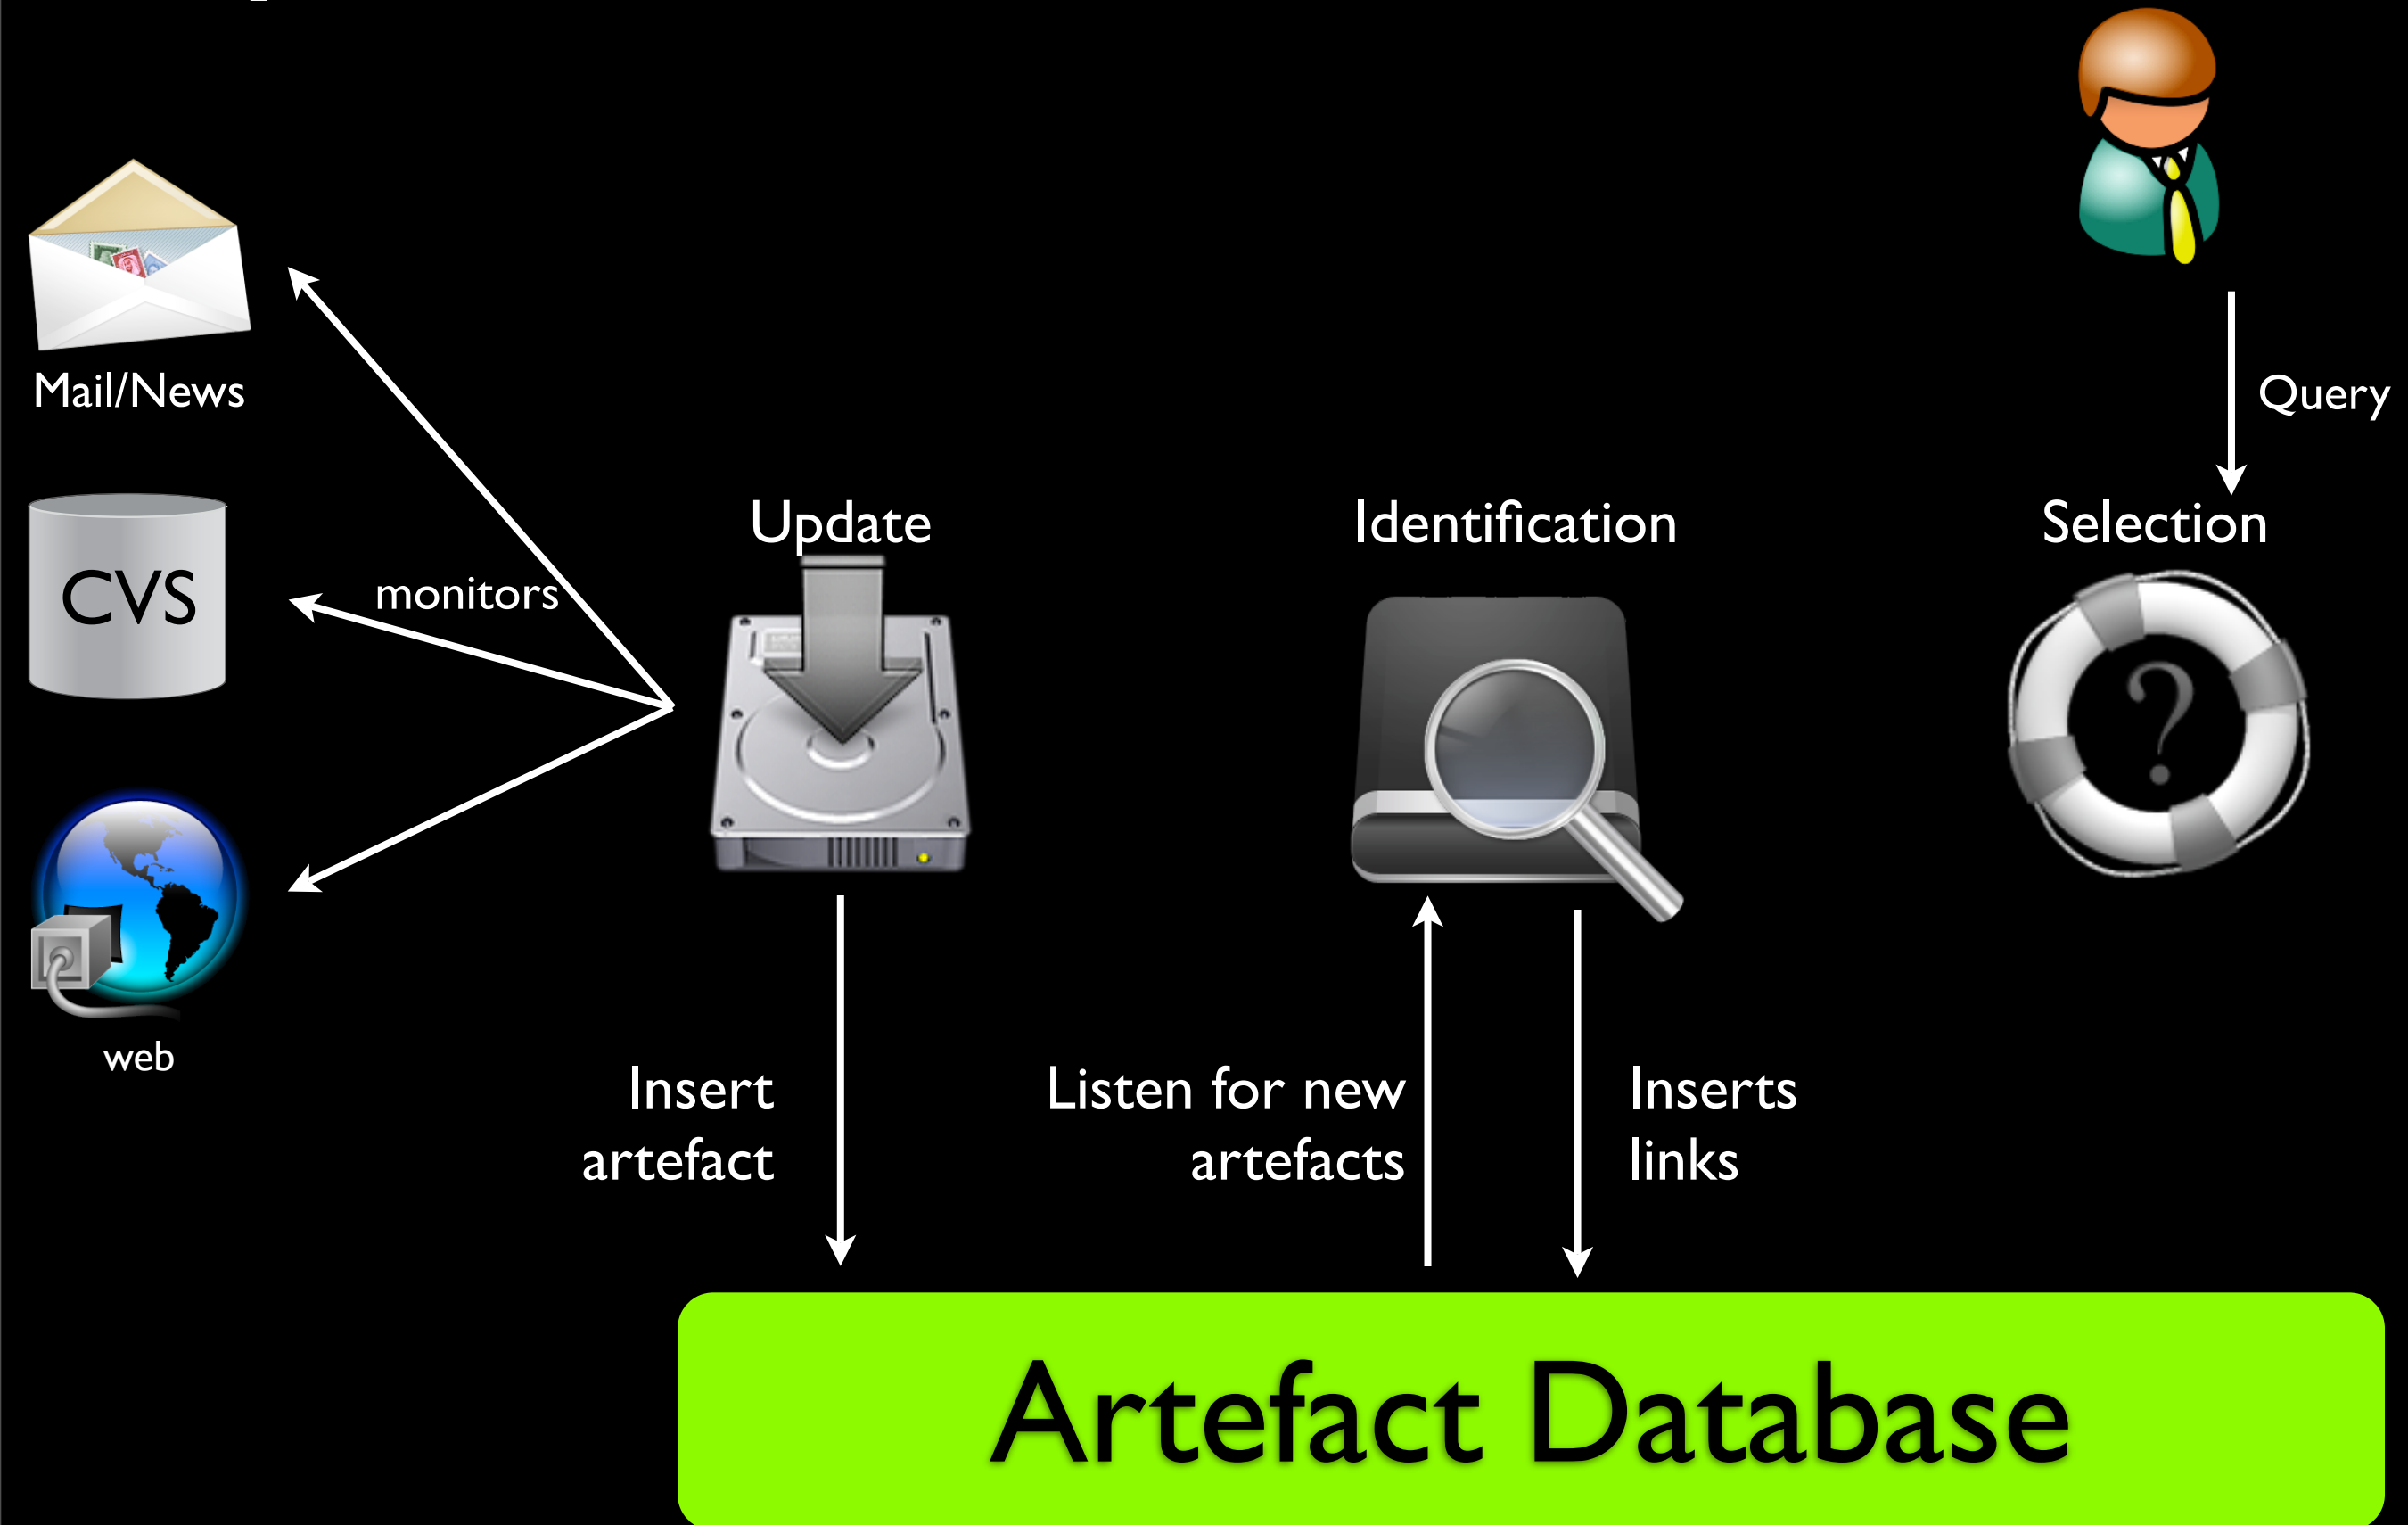 Mail/News
Query
Update
Identification
Selection
CVS
monitors
web
Insert
artefact
Listen for new
artefacts
Inserts
links
Artefact Database